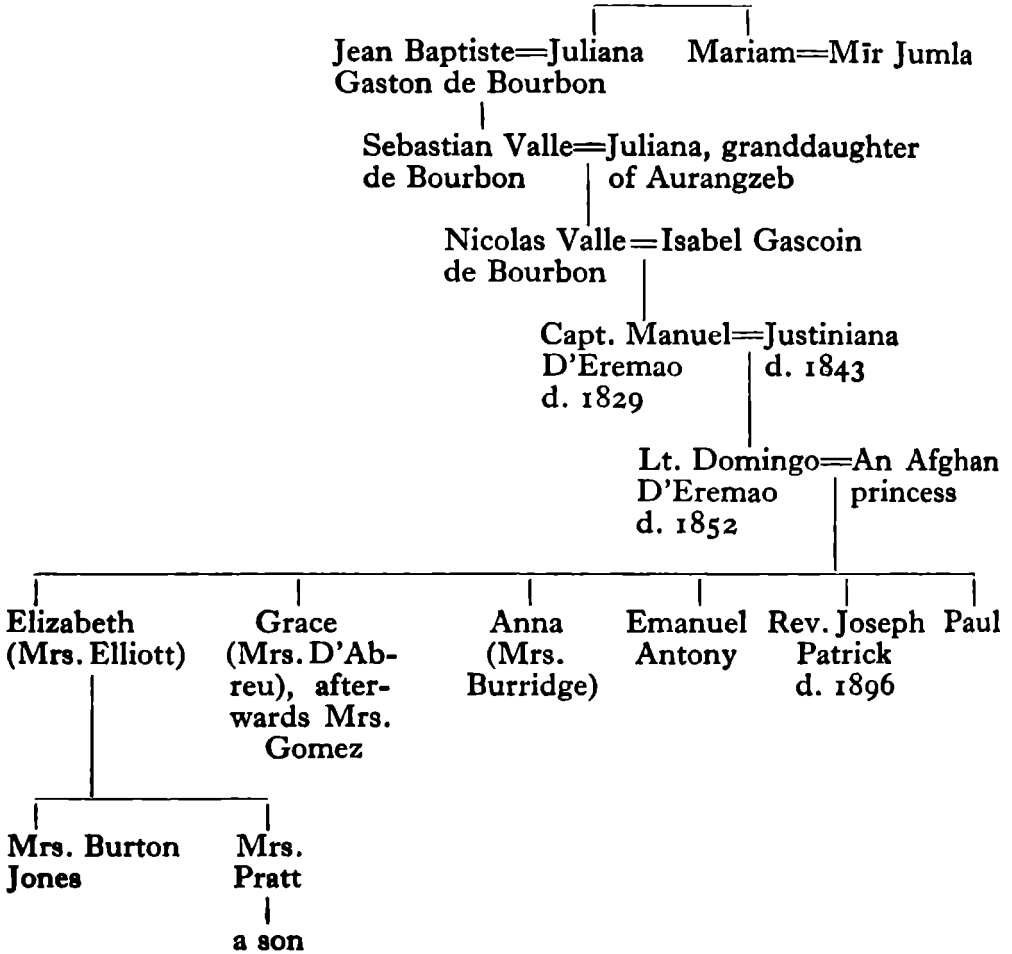 Jean Baptiste=Juliana Mariam=Mīr Jumla
Gaston de Bourbon
Sebastian Valle=Juliana, granddaughter
de Bourbon of Aurangzeb
Nicolas Valle=Isabel Gascoin
de Bourbon
Capt. Manuel=Justiniana
D'Eremao d. 1843
d. 1829
Lt. Domingo=An Afghan
D'Eremao princess
d. 1852
Elizabeth Grace Anna Emanuel Rev. Joseph Paul
(Mrs. Elliott) (Mrs. D'Ab- (Mrs. Antony Patrick
reu), after- Burridge) d. 1896
wards Mrs.
Gomez
Mrs. Burton Mrs.
Jones Pratt
a son